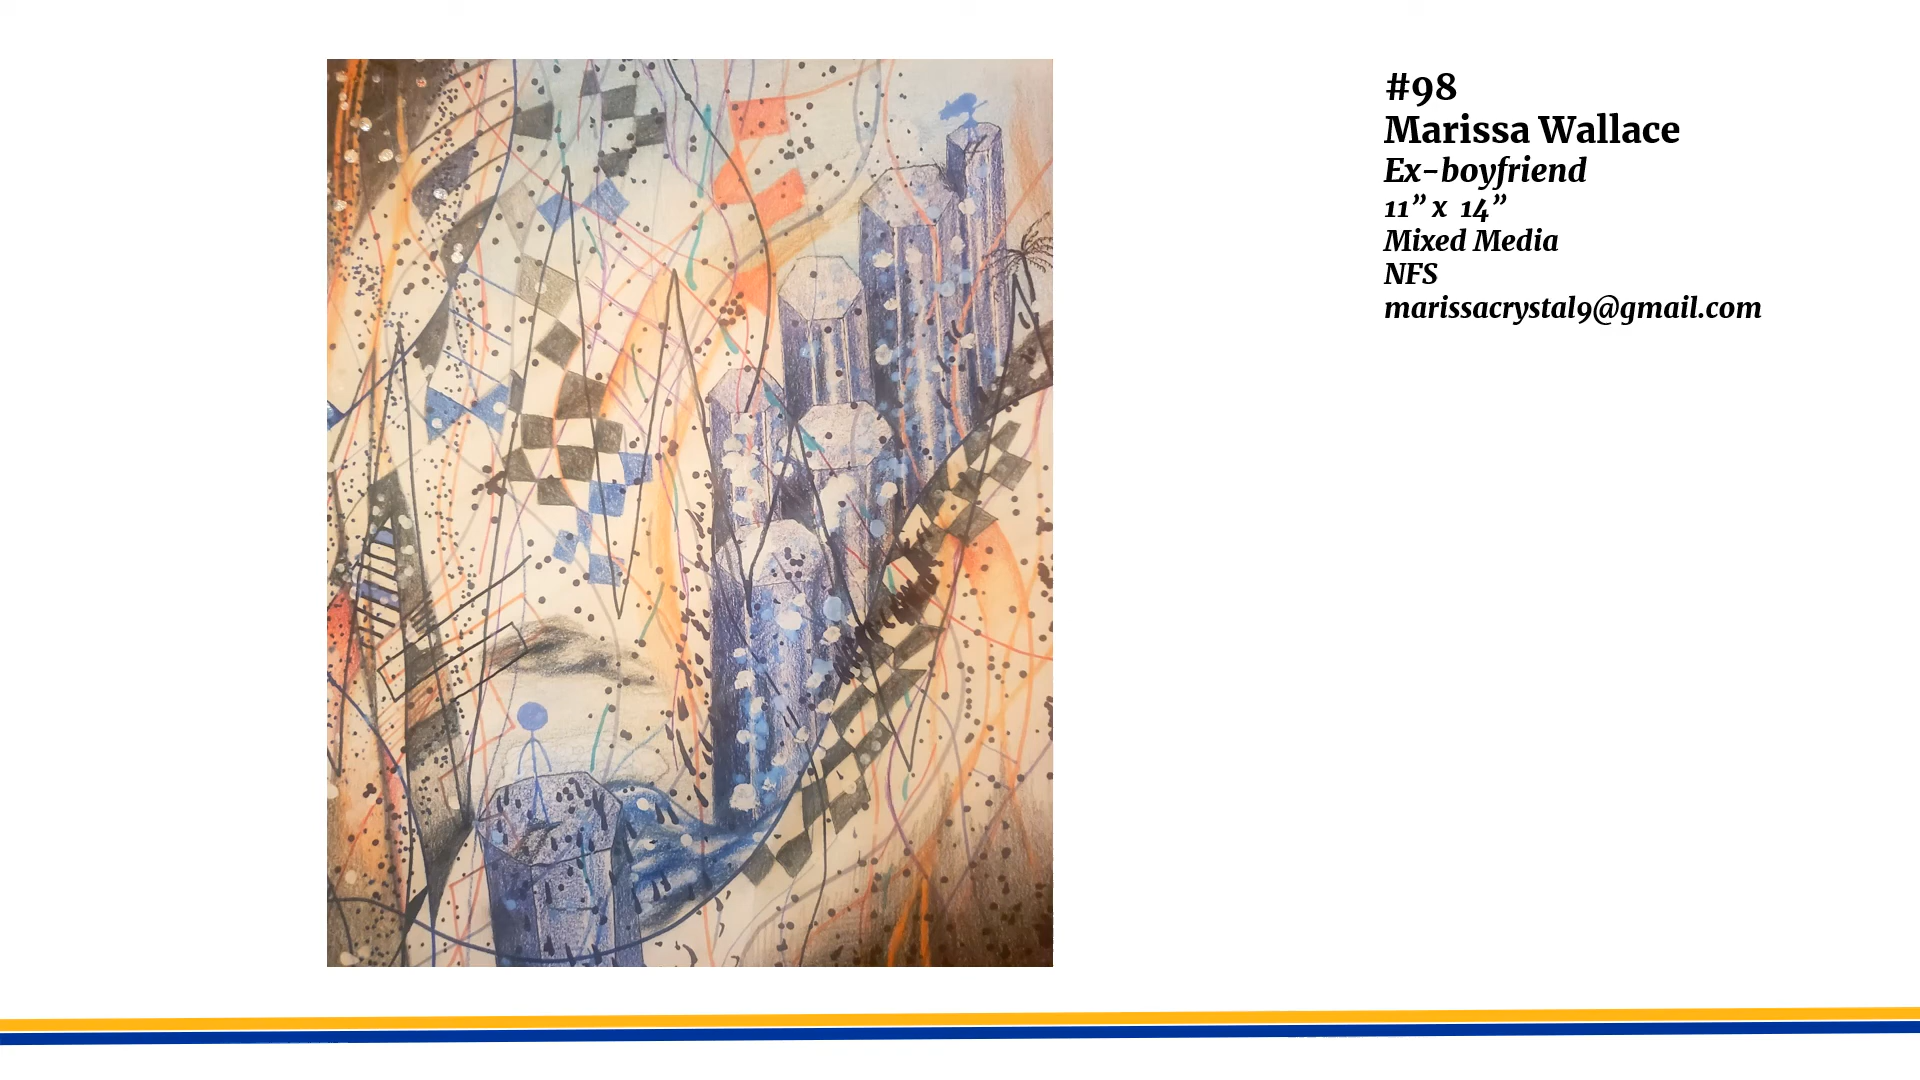 #98
Marissa Wallace
Ex-boyfriend
11” x 14”
Mixed Media
NFS
marissacrystal9@gmail.com